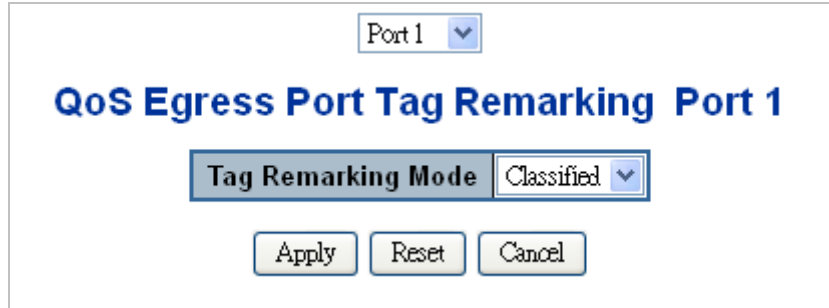 Port 1
QoS Egress Port Tag Remarking Port 1
Tag Remarking Mode Classified
Apply Reset Cancel